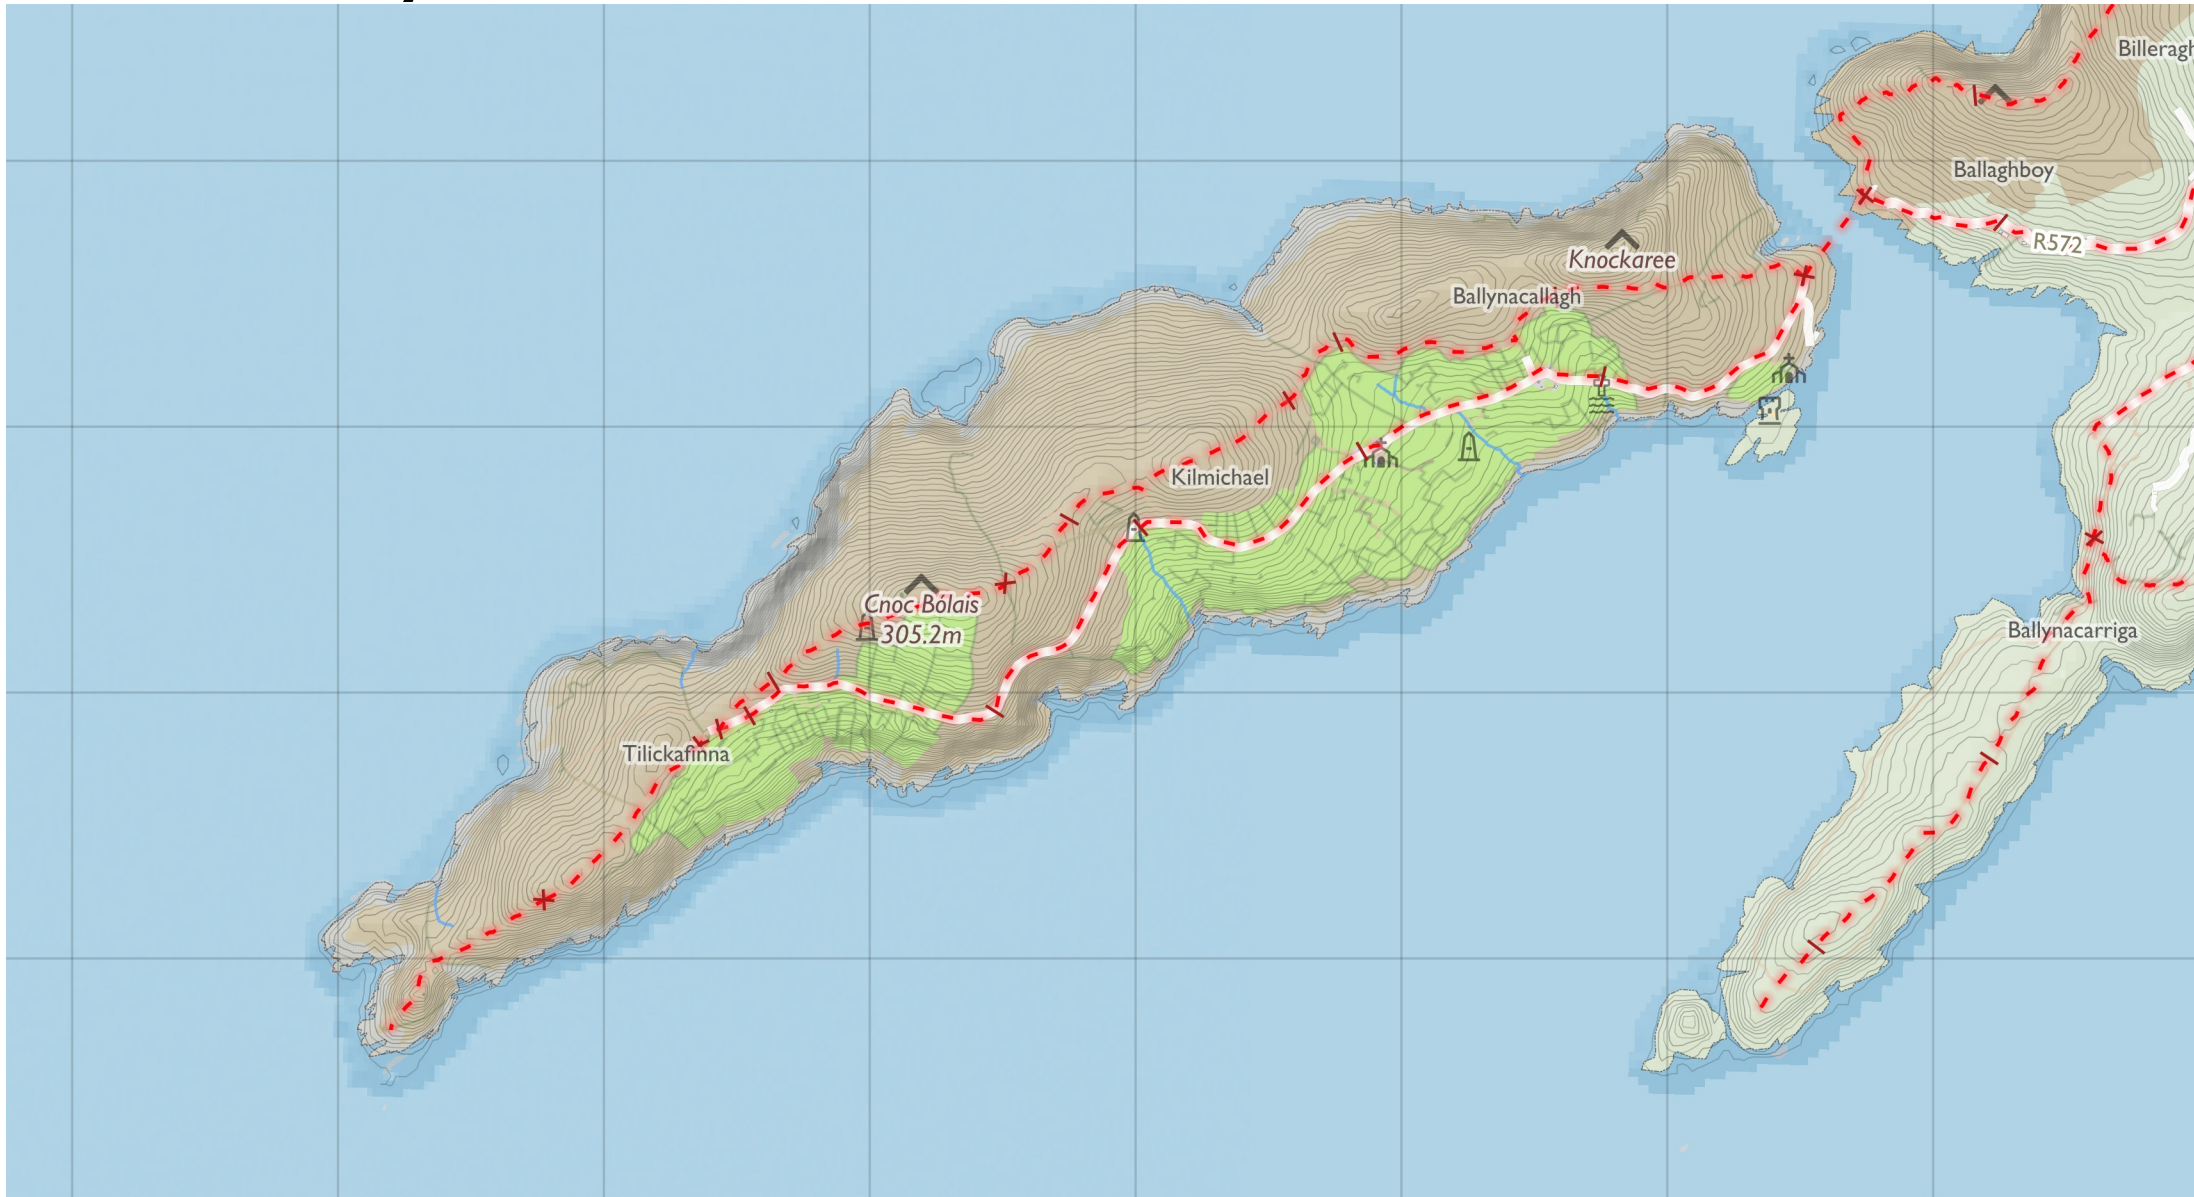 Billeragh
Ballaghboy
R572
Knockaree
Ballynacallagh
Kilmichael
Cnoc Bólais
305.2m
Ballynacarriga
Tilickafinna